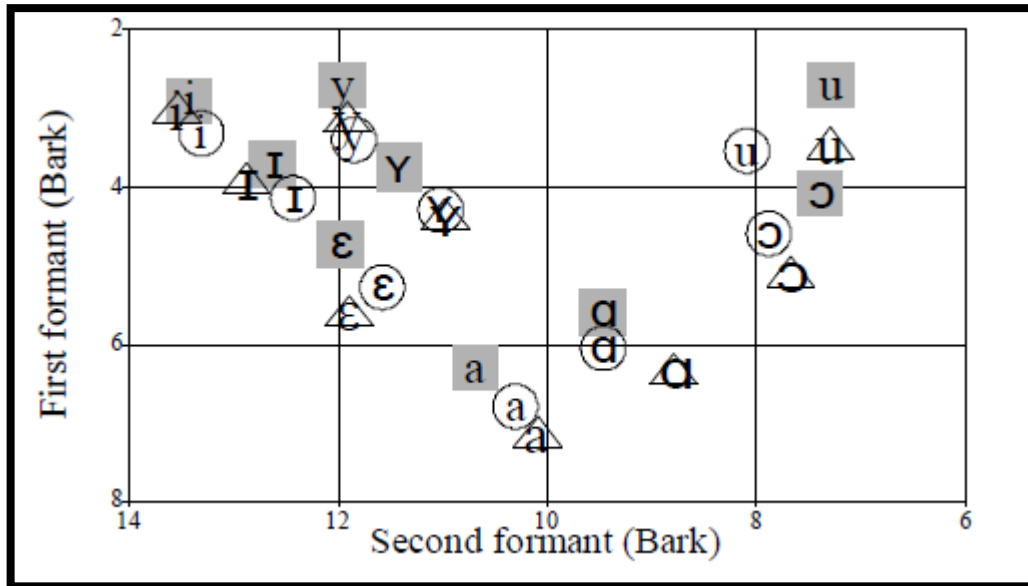 2
4
6
8
14
12
10
8
6
First formant (Bark)
Second formant (Bark)
i
i
i
y
y
y
u
u
u
ɪ
ɪ
ɪ
ʏ
ʏ
ʏ
ɔ
ɔ
ɔ
ɛ
ɛ
ɛ
ɑ
ɑ
ɑ
a
a
a